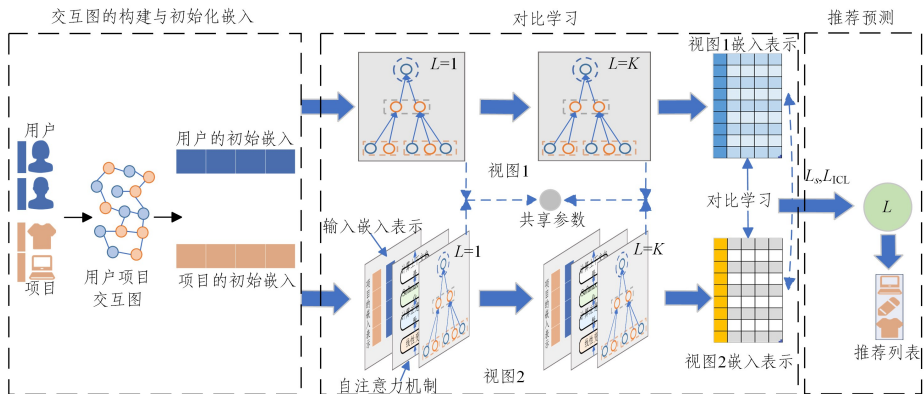 交互图的构建与初始化嵌入
对比学习
推荐预测
用户
项目
用户项目
交互图
用户的初始嵌入
项目的初始嵌入
L=1
L=K
视图1
共享参数
输入嵌入表示
L=1
L=K
自注意力机制
视图2
视图1嵌入表示
对比学习
视图2嵌入表示
Ls,LICL
L
推荐列表